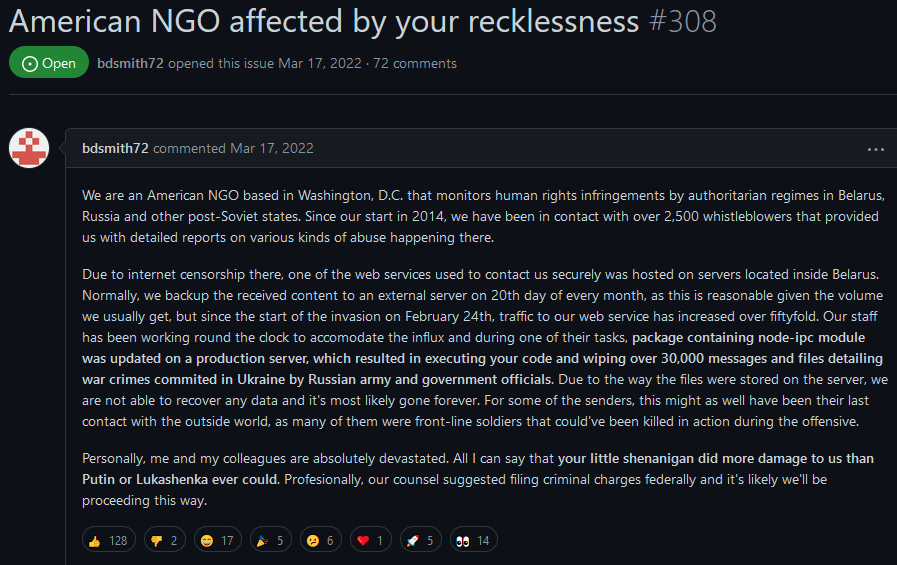 American NGO affected by your recklessness #308
Open bdsmith72 opened this issue Mar 17, 2022 · 72 comments
bdsmith72 commented Mar 17, 2022
We are an American NGO based in Washington, D.C. that monitors human rights infringements by authoritarian regimes in Belarus,
Russia and other post-Soviet states. Since our start in 2014, we have been in contact with over 2,500 whistleblowers that provided
us with detailed reports on various kinds of abuse happening there.
Due to internet censorship there, one of the web services used to contact us securely was hosted on servers located inside Belarus.
Normally, we backup the received content to an external server on 20th day of every month, as this is reasonable given the volume
we usually get, but since the start of the invasion on February 24th, traffic to our web service has increased over fiftyfold. Our staff
has been working round the clock to accomodate the influx and during one of their tasks, package containing node-ipc module
was updated on a production server, which resulted in executing your code and wiping over 30,000 messages and files detailing
war crimes commited in Ukraine by Russian army and government officials. Due to the way the files were stored on the server, we
are not able to recover any data and it's most likely gone forever. For some of the senders, this might as well have been their last
contact with the outside world, as many of them were front-line soldiers that could've been killed in action during the offensive.
Personally, me and my colleagues are absolutely devastated. All I can say that your little shenanigan did more damage to us than
Putin or Lukashenka ever could. Profesionally, our counsel suggested filing criminal charges federally and it's likely we'll be
proceeding this way.
128 2 17 5 6 1 5 14